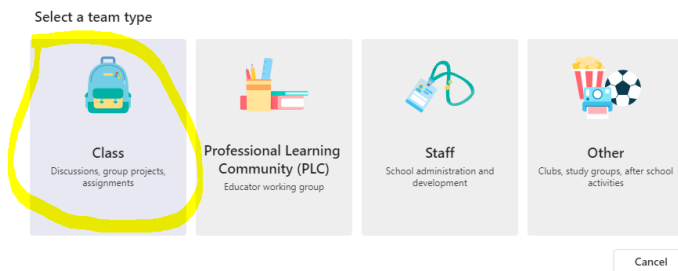 Select a team type
Class
Discussions, group projects,
assignments
Professional Learning
Community (PLC)
Educator working group
Staff
School administration and
development
Other
Clubs, study groups, after school
activities
Cancel